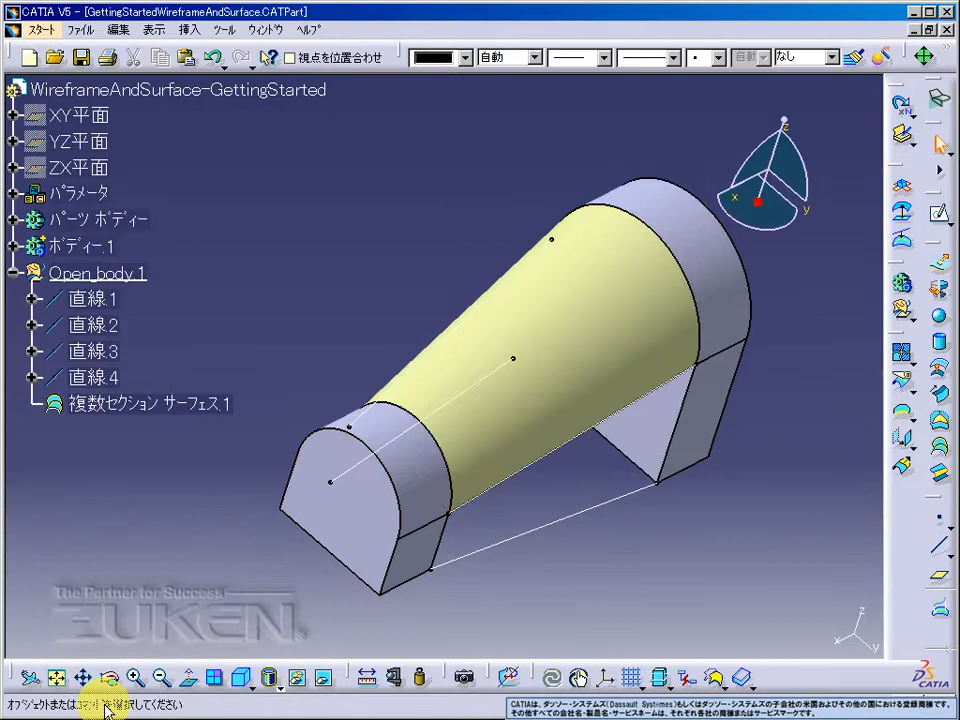 CATIA V5 - [GettingStartedWireframeAndSurface.CATPart]
スタート ファイル 編集 表示 挿入 ツール ウィンドウ ヘルプ
視点を位置合わせ 自動 自動 なし
WireframeAndSurface-GettingStarted
XY平面
YZ平面
ZX平面
パラメータ
パーツ ボディー
ボディー.1
Open_body.1
直線.1
直線.2
直線.3
直線.4
複数セクション サーフェス.1
z
x
y
The Partner for Success
ZUKEN
z
x
y
CATIA
オブジェクトまたはコマンドを選択してください
CATIAは、ダッソー・システムズ(Dassault Systèmes)もしくはダッソー・システムズの子会社の米国およびその他の国における登録商標です。
その他すべての会社名・製品名・サービスネームは、それぞれ各社の商標またはサービスマークです。